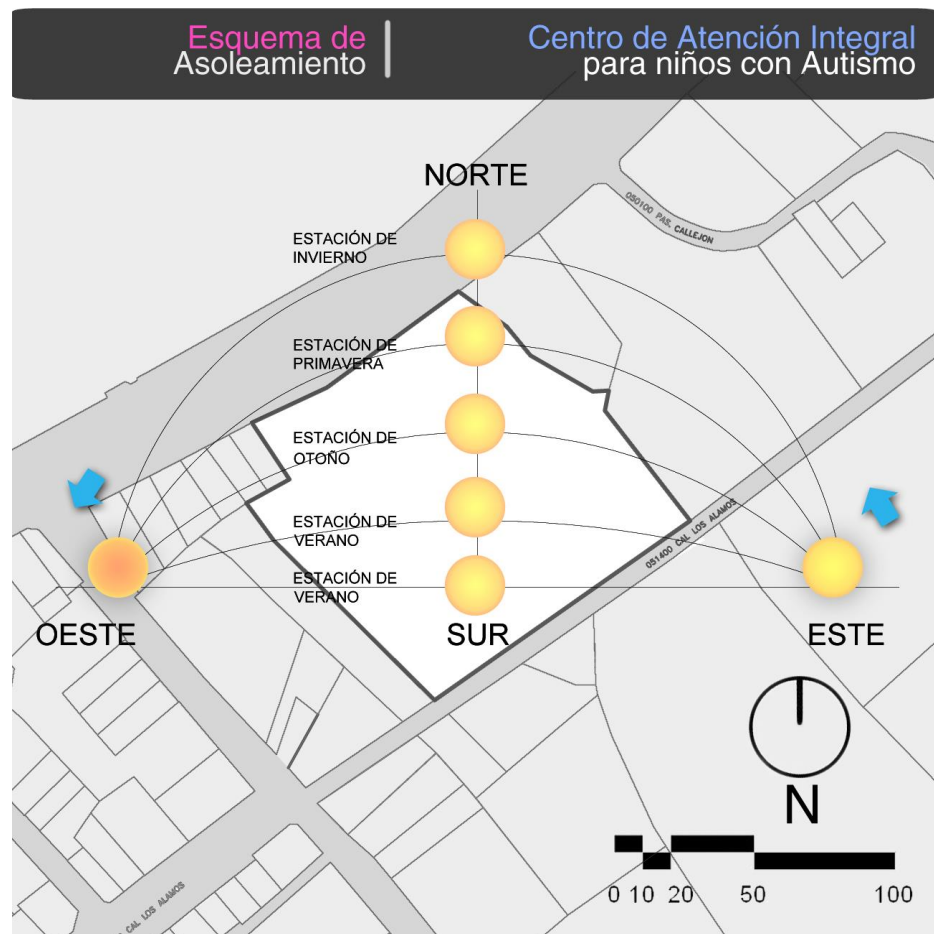 Esquema de
Asoleamiento
Centro de Atención Integral
para niños con Autismo
NORTE
050100 PAS. CALLEJON
ESTACIÓN DE
INVIERNO
ESTACIÓN DE
PRIMAVERA
ESTACIÓN DE
OTOÑO
ESTACIÓN DE
VERANO
051400 CAL LOS ALAMOS
ESTACIÓN DE
VERANO
OESTE
SUR
ESTE
N
0 10 20 50 100
CAL LOS ALAMOS